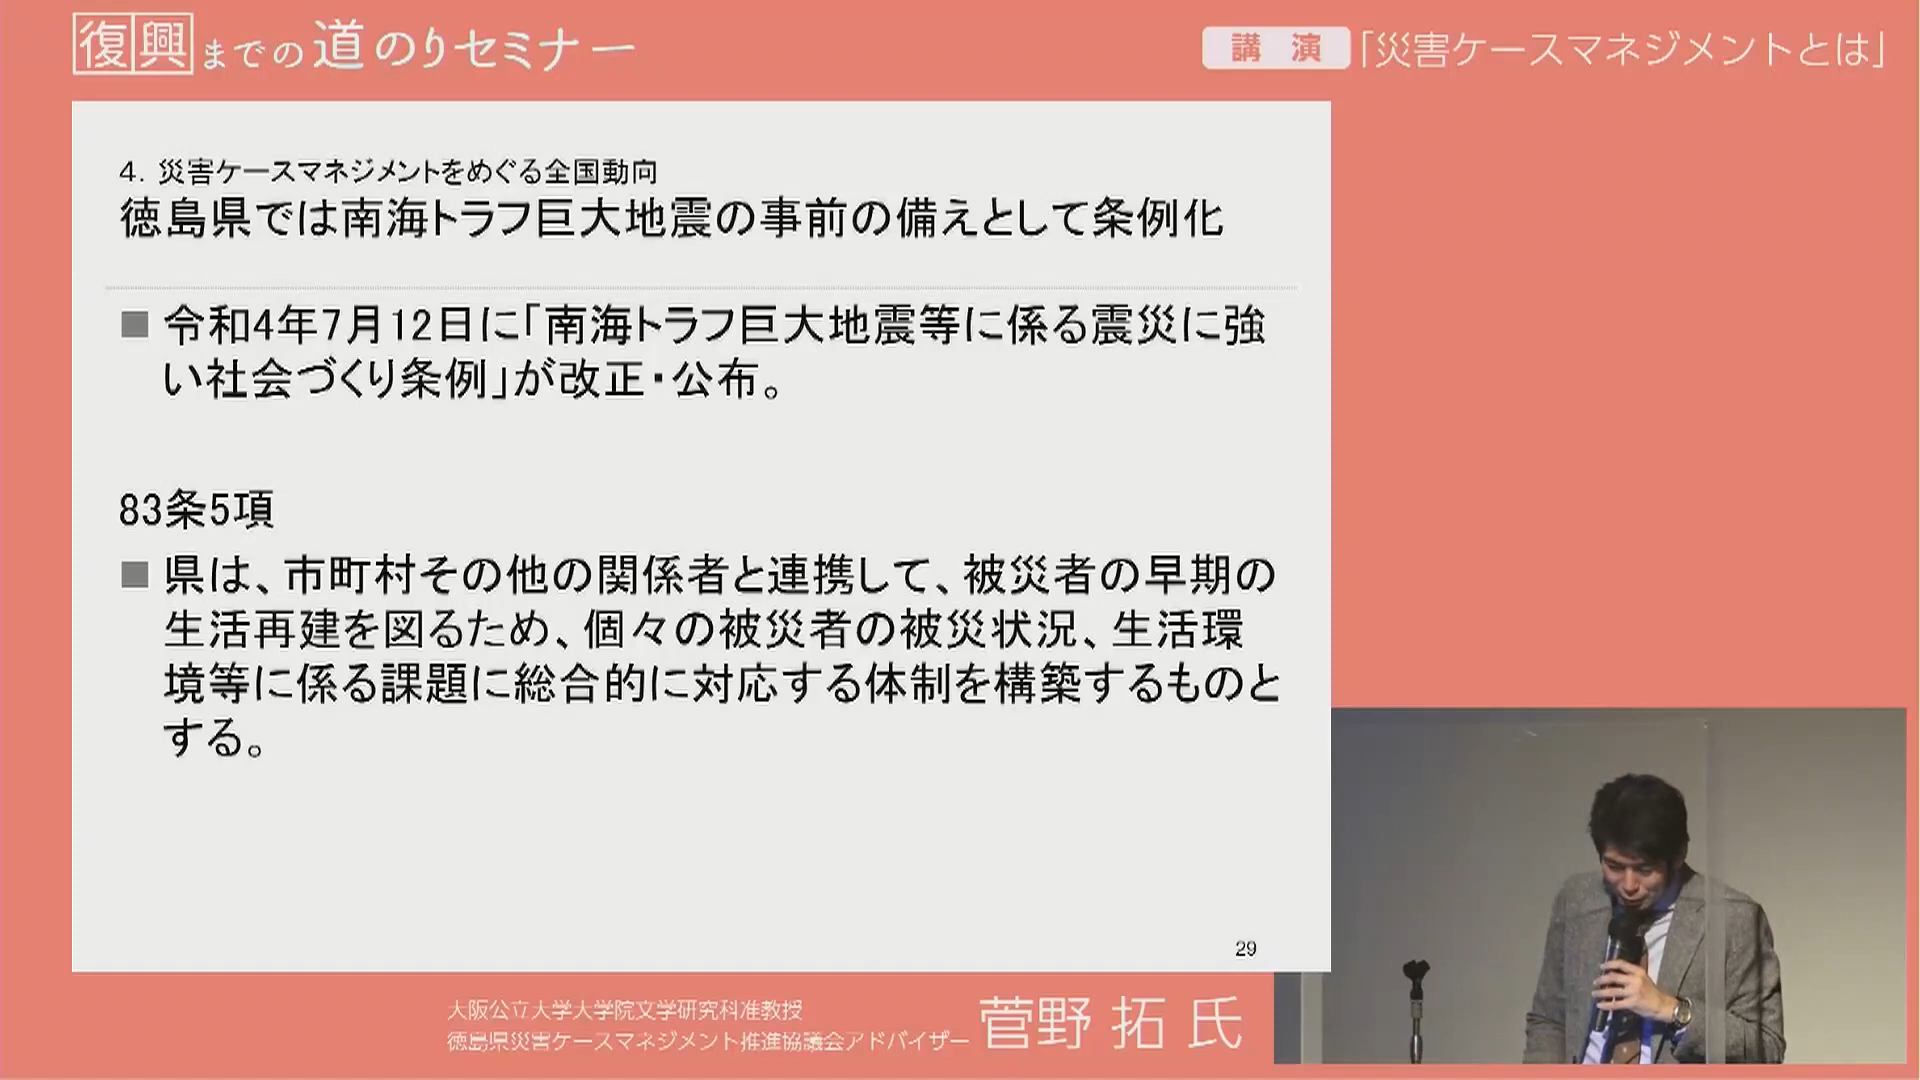 復興までの道のりセミナー
講演「災害ケースマネジメントとは」
4. 災害ケースマネジメントをめぐる全国動向
徳島県では南海トラフ巨大地震の事前の備えとして条例化
■ 令和4年7月12日に「南海トラフ巨大地震等に係る震災に強
い社会づくり条例」が改正・公布。
83条5項
■ 県は、市町村その他の関係者と連携して、被災者の早期の
生活再建を図るため、個々の被災者の被災状況、生活環
境等に係る課題に総合的に対応する体制を構築するものと
する。
29
大阪公立大学大学院文学研究科准教授
徳島県災害ケースマネジメント推進協議会アドバイザー
菅野 拓 氏